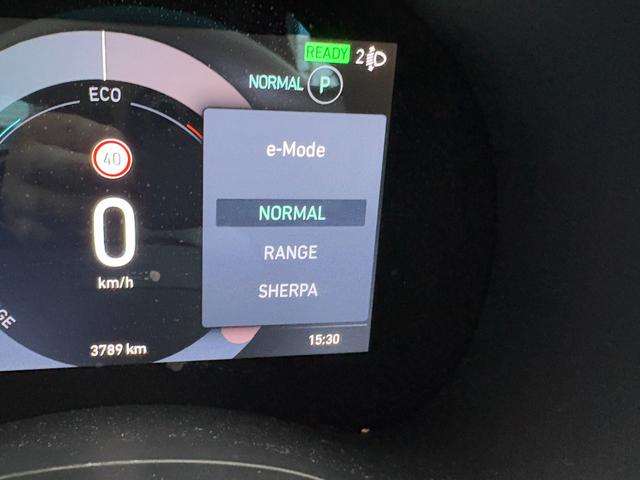 READY 2
NORMAL P
ECO
40
e-Mode
NORMAL
0
RANGE
km/h
SHERPA
3789 km
15:30